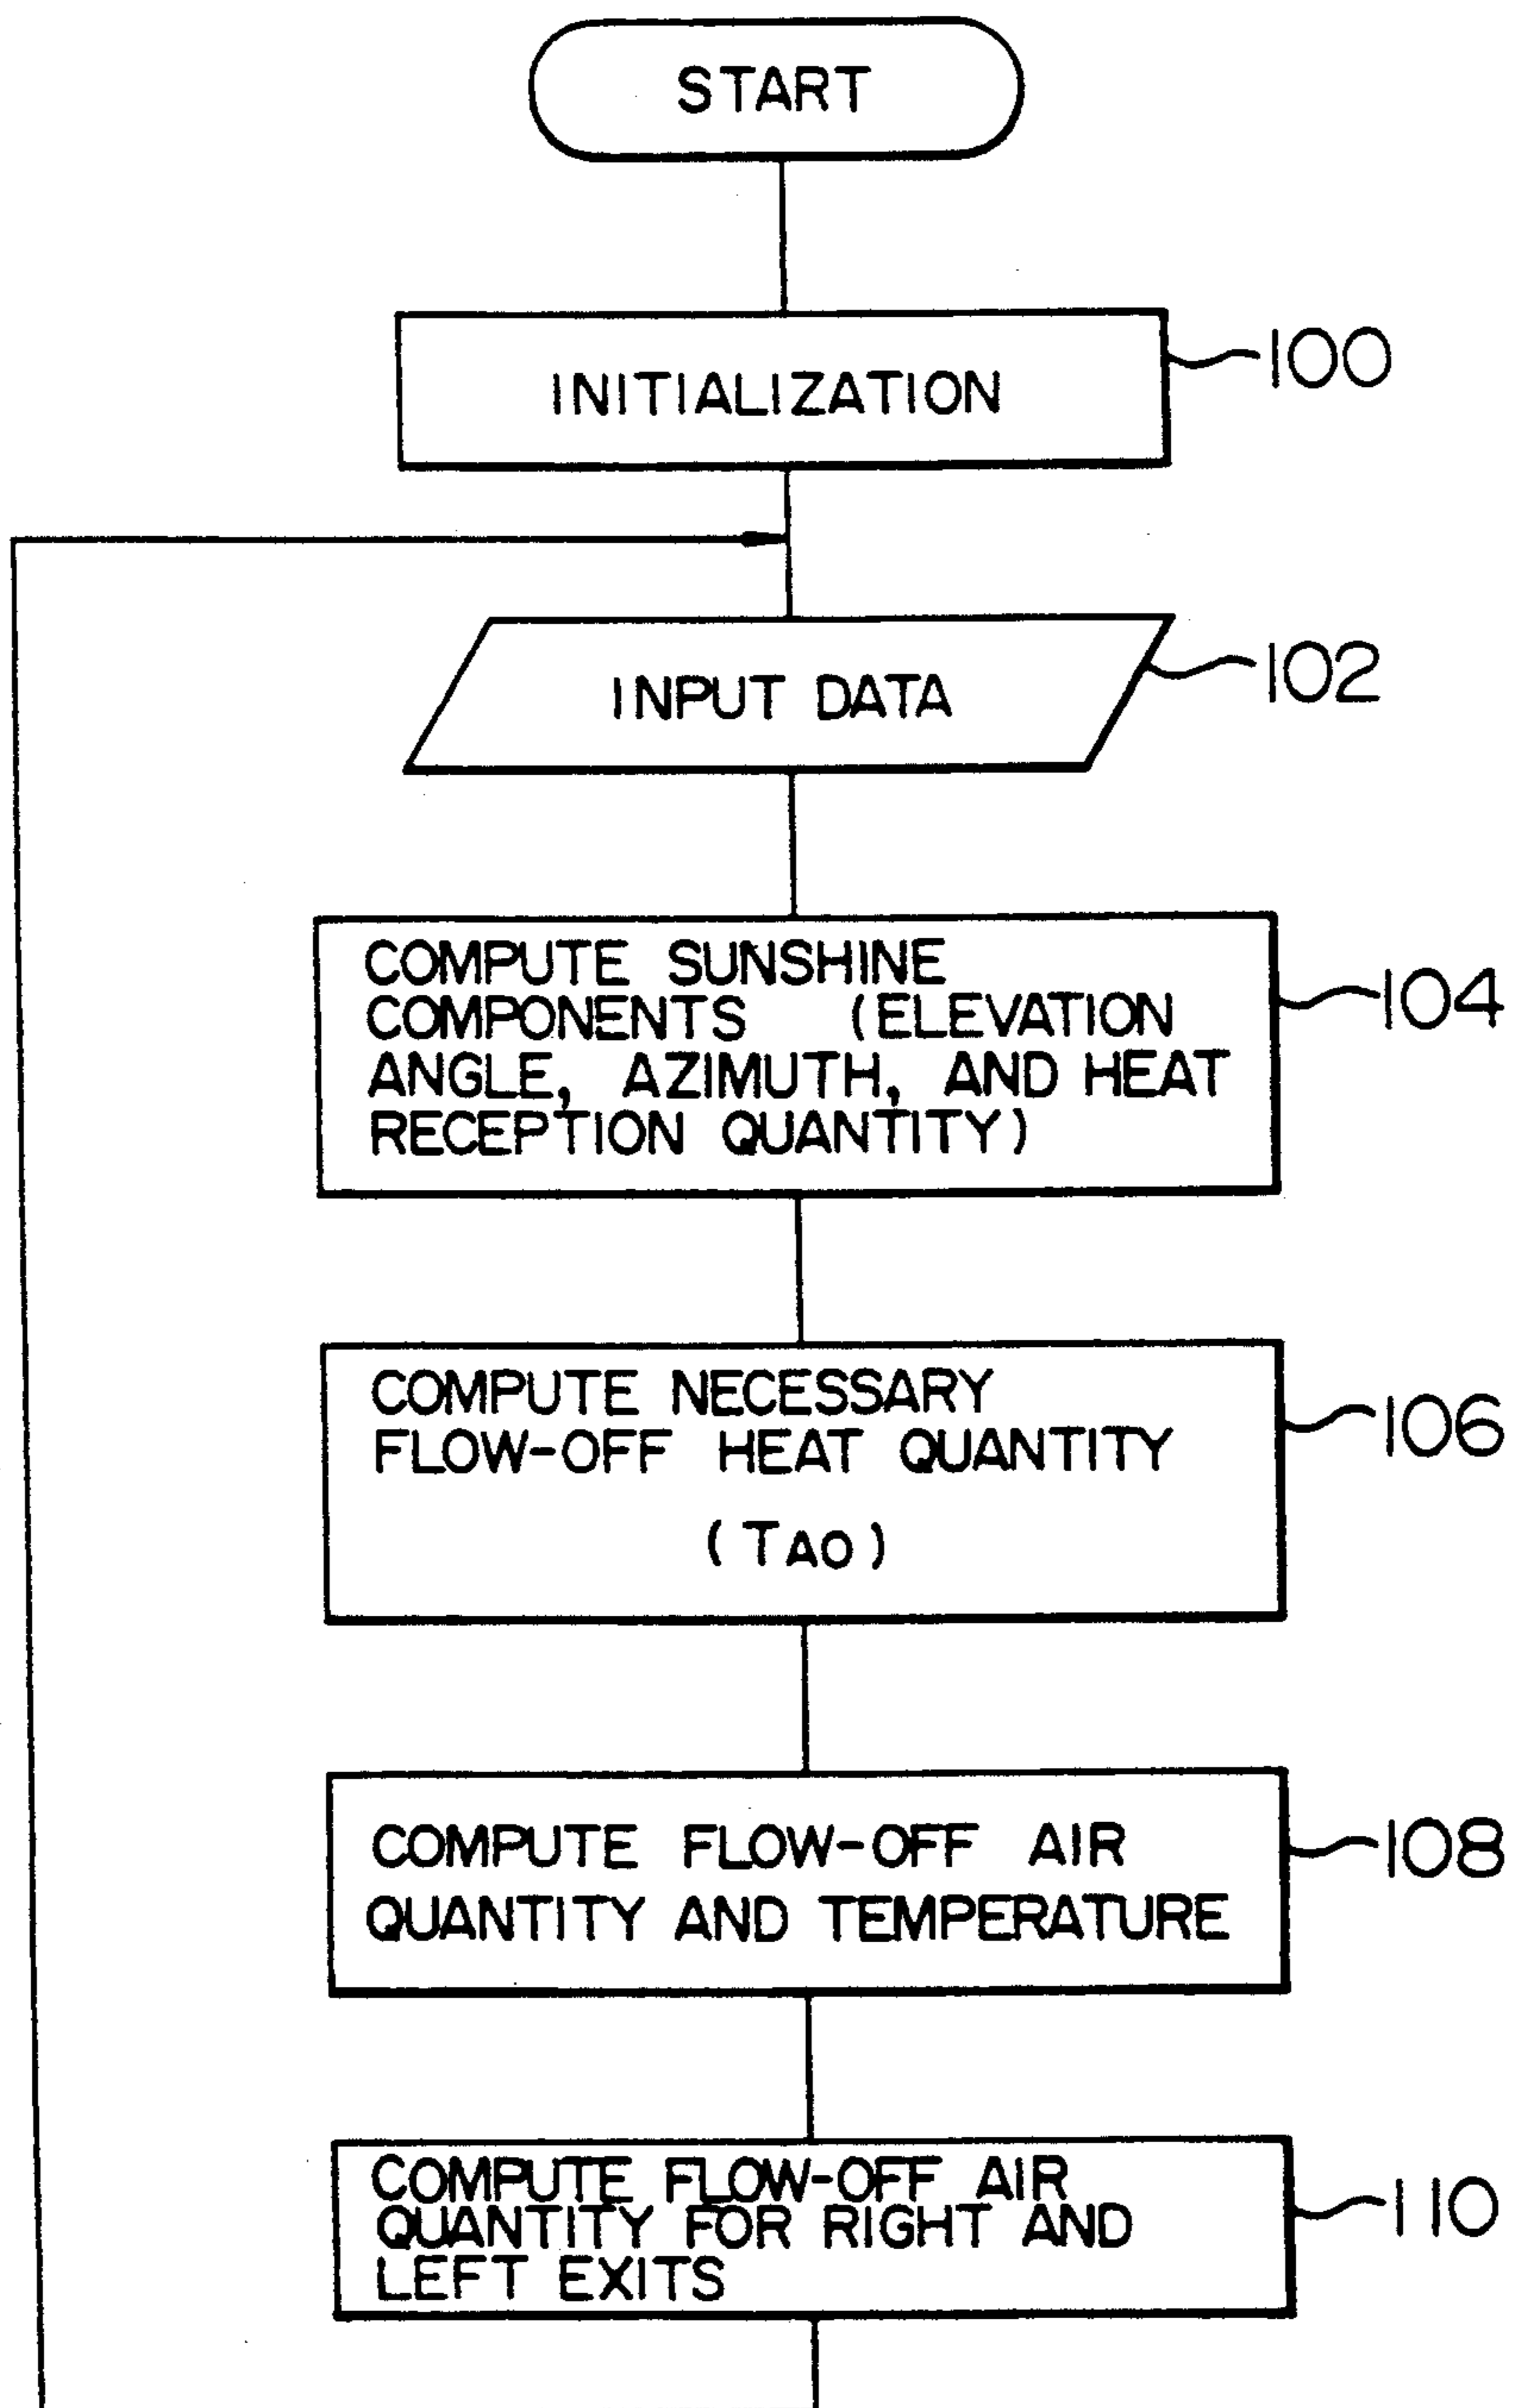 START
INITIALIZATION
100
INPUT DATA
102
COMPUTE SUNSHINE
COMPONENTS (ELEVATION
ANGLE, AZIMUTH, AND HEAT
RECEPTION QUANTITY)
104
COMPUTE NECESSARY
FLOW-OFF HEAT QUANTITY
(TAO)
106
COMPUTE FLOW-OFF AIR
QUANTITY AND TEMPERATURE
108
COMPUTE FLOW-OFF AIR
QUANTITY FOR RIGHT AND
LEFT EXITS
110